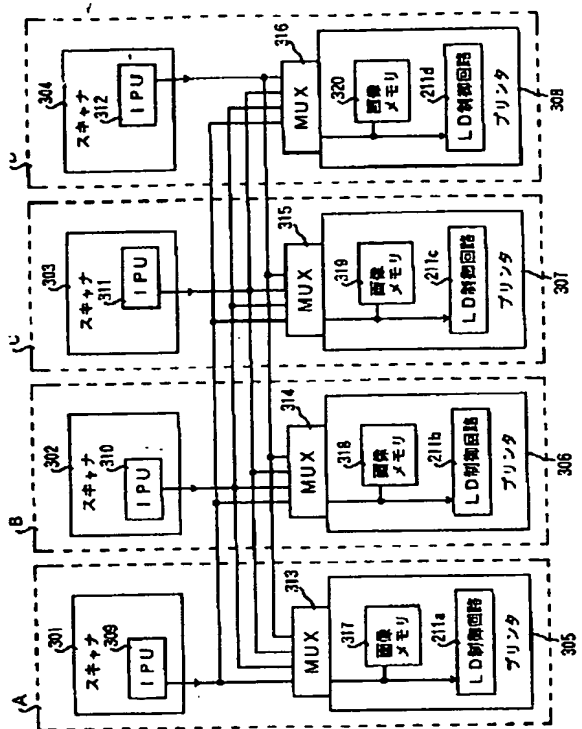 A
301
スキャナ
309
IPU
313
MUX
317
画像
メモリ
211a
LD制御回路
プリンタ
305
B
302
スキャナ
310
IPU
314
MUX
318
画像
メモリ
211b
LD制御回路
プリンタ
306
303
スキャナ
311
IPU
315
MUX
319
画像
メモリ
211c
LD制御回路
プリンタ
307
304
スキャナ
312
IPU
316
MUX
320
画像
メモリ
211d
LD制御回路
プリンタ
308